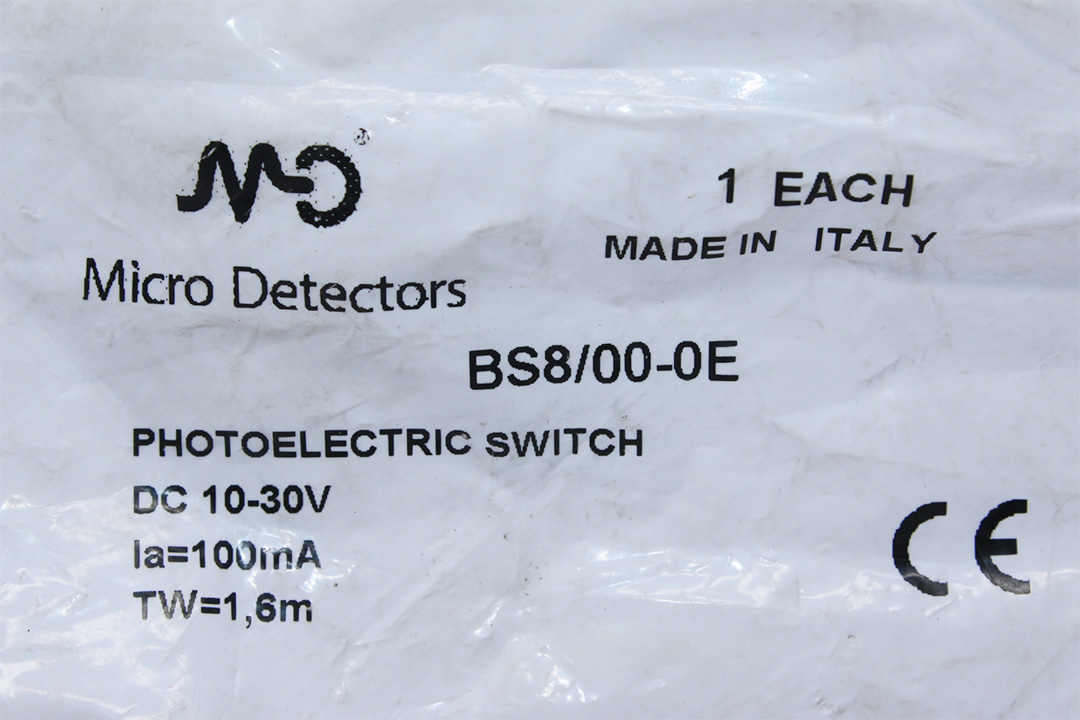 MD®
Micro Detectors
1 EACH
MADE IN ITALY
BS8/00-0E
PHOTOELECTRIC SWITCH
DC 10-30V
Ia=100mA
TW=1,6m
CE